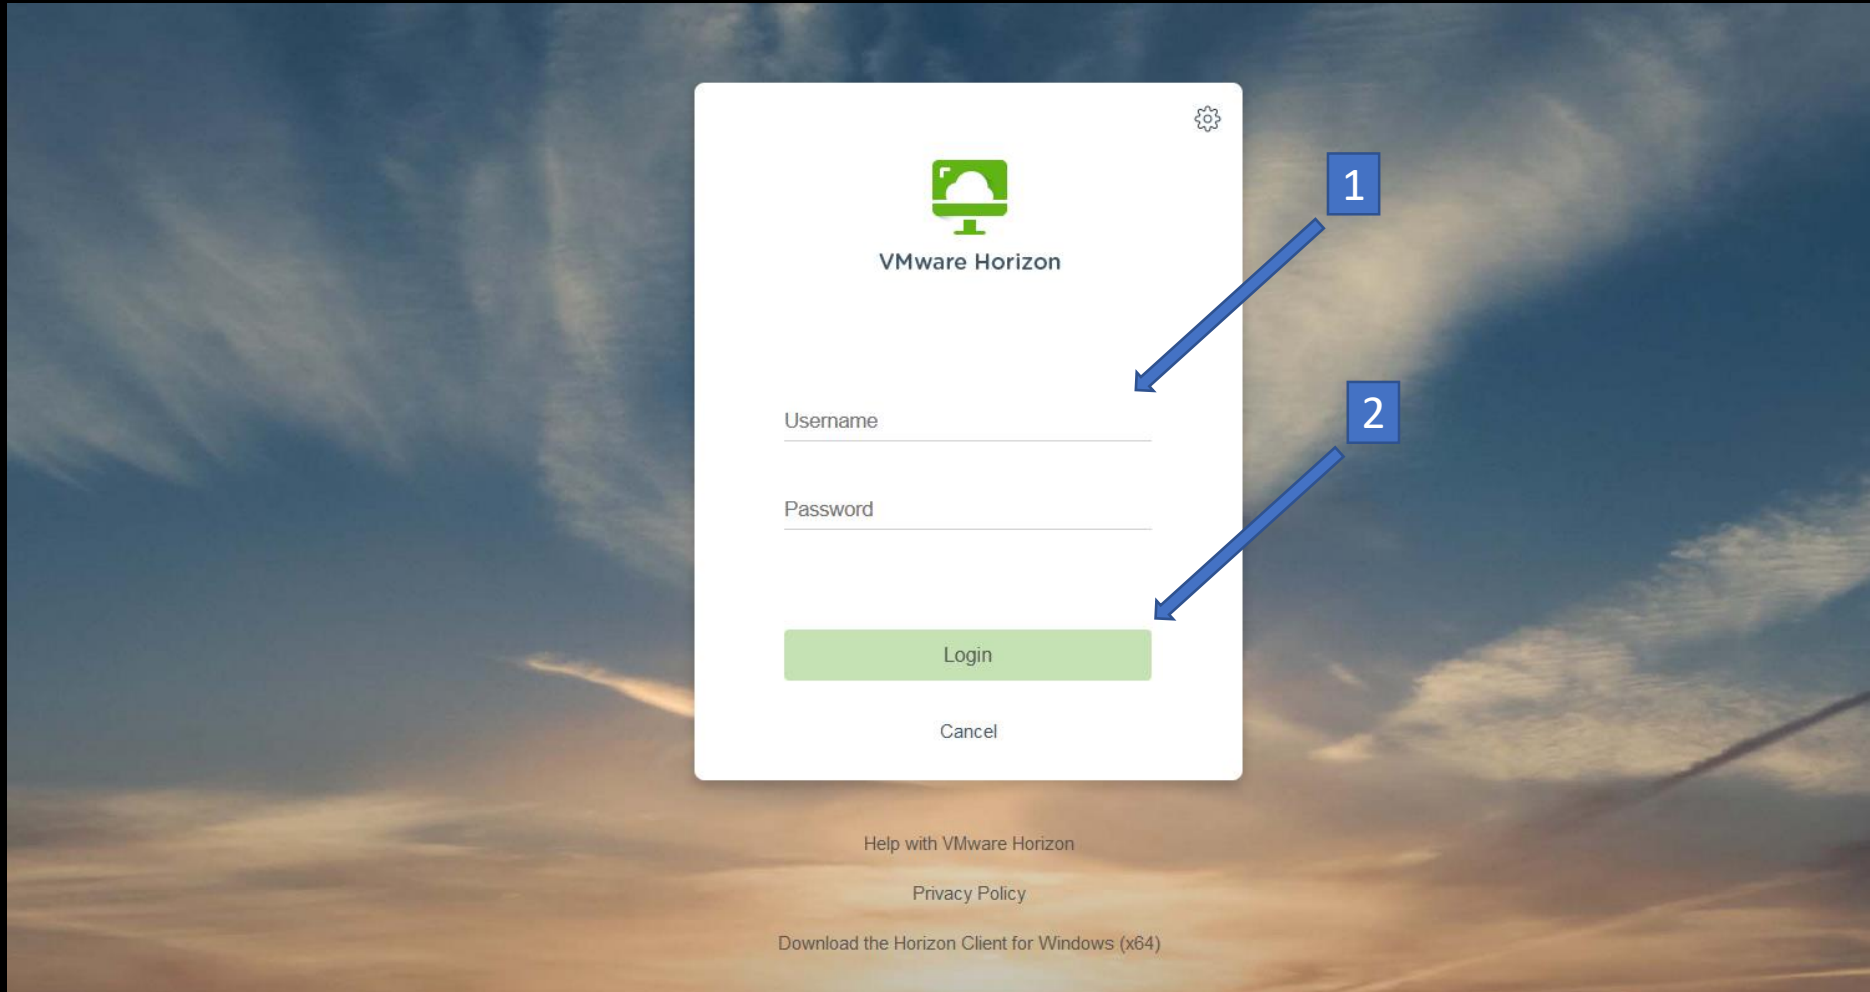 1
VMware Horizon
2
Username
Password
Login
Cancel
Help with VMware Horizon
Privacy Policy
Download the Horizon Client for Windows (x64)